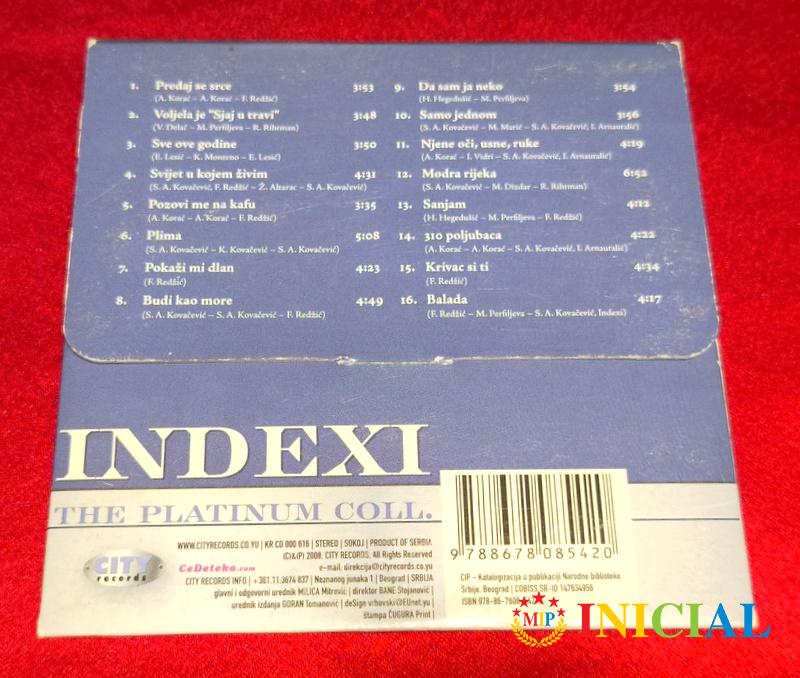 1. Predaj se srce 3:53
(A. Korać – A. Korać – F. Redžić)
2. Voljela je "Sjaj u travi" 3:48
(V. Delač – M. Perfiljeva – R. Rihtman)
3. Sve ove godine 3:50
(E. Lesić – K. Monteno – E. Lesić)
4. Svijet u kojem živim 4:31
(S. A. Kovačević, F. Redžić – Ž. Altarac – S. A. Kovačević)
5. Pozovi me na kafu 3:35
(A. Korać – A. Korać – F. Redžić)
6. Plima 5:08
(S. A. Kovačević – K. Kovačević – S. A. Kovačević)
7. Pokaži mi dlan 4:23
(F. Redžić)
8. Budi kao more 4:49
(S. A. Kovačević – S. A. Kovačević – F. Redžić)
9. Da sam ja neko 3:54
(H. Hegedušić – M. Perfiljeva)
10. Samo jednom 3:56
(S. A. Kovačević – M. Marić – S. A. Kovačević, I. Arnautalić)
11. Njene oči, usne, ruke 4:19
(A. Korać – I. Vidri – S. A. Kovačević, I. Arnautalić)
12. Modra rijeka 6:52
(S. A. Kovačević – M. Dizdar – R. Rihtman)
13. Sanjam 4:12
(H. Hegedušić – M. Perfiljeva – F. Redžić)
14. 310 poljubaca 4:22
(A. Korać – A. Korać – S. A. Kovačević, I. Arnautalić)
15. Krivac si ti 4:34
(F. Redžić)
16. Balada 4:17
(F. Redžić – M. Perfiljeva – S. A. Kovačević, Indexi)
INDEXI
THE PLATINUM COLL.
CITY
records
CeDeteka.com
WWW.CITYRECORDS.CO.YU | KR CD 000 616 | STEREO | SOKOJ | PRODUCT OF SERBIA
(C)&(P) 2008. CITY RECORDS, All Rights Reserved
e-mail: direkcija@cityrecords.co.yu
CITY RECORDS INFO | +381.11.3674 837 | Neznanog junaka 1 | Beograd | SRBIJA
glavni i odgovorni urednik MILICA Mitrović | direktor BANE Stojanović |
urednik izdanja GORAN Tomanović | deSign vrhovski@EUnet.yu |
štampa ČUGURA Print |
9 788678 085420
CIP - Katalogizacija u publikaciji Narodne biblioteke
Srbije, Beograd | COBISS.SR-ID 147634956
ISBN 978-86-7808-
MIP
INICIAL